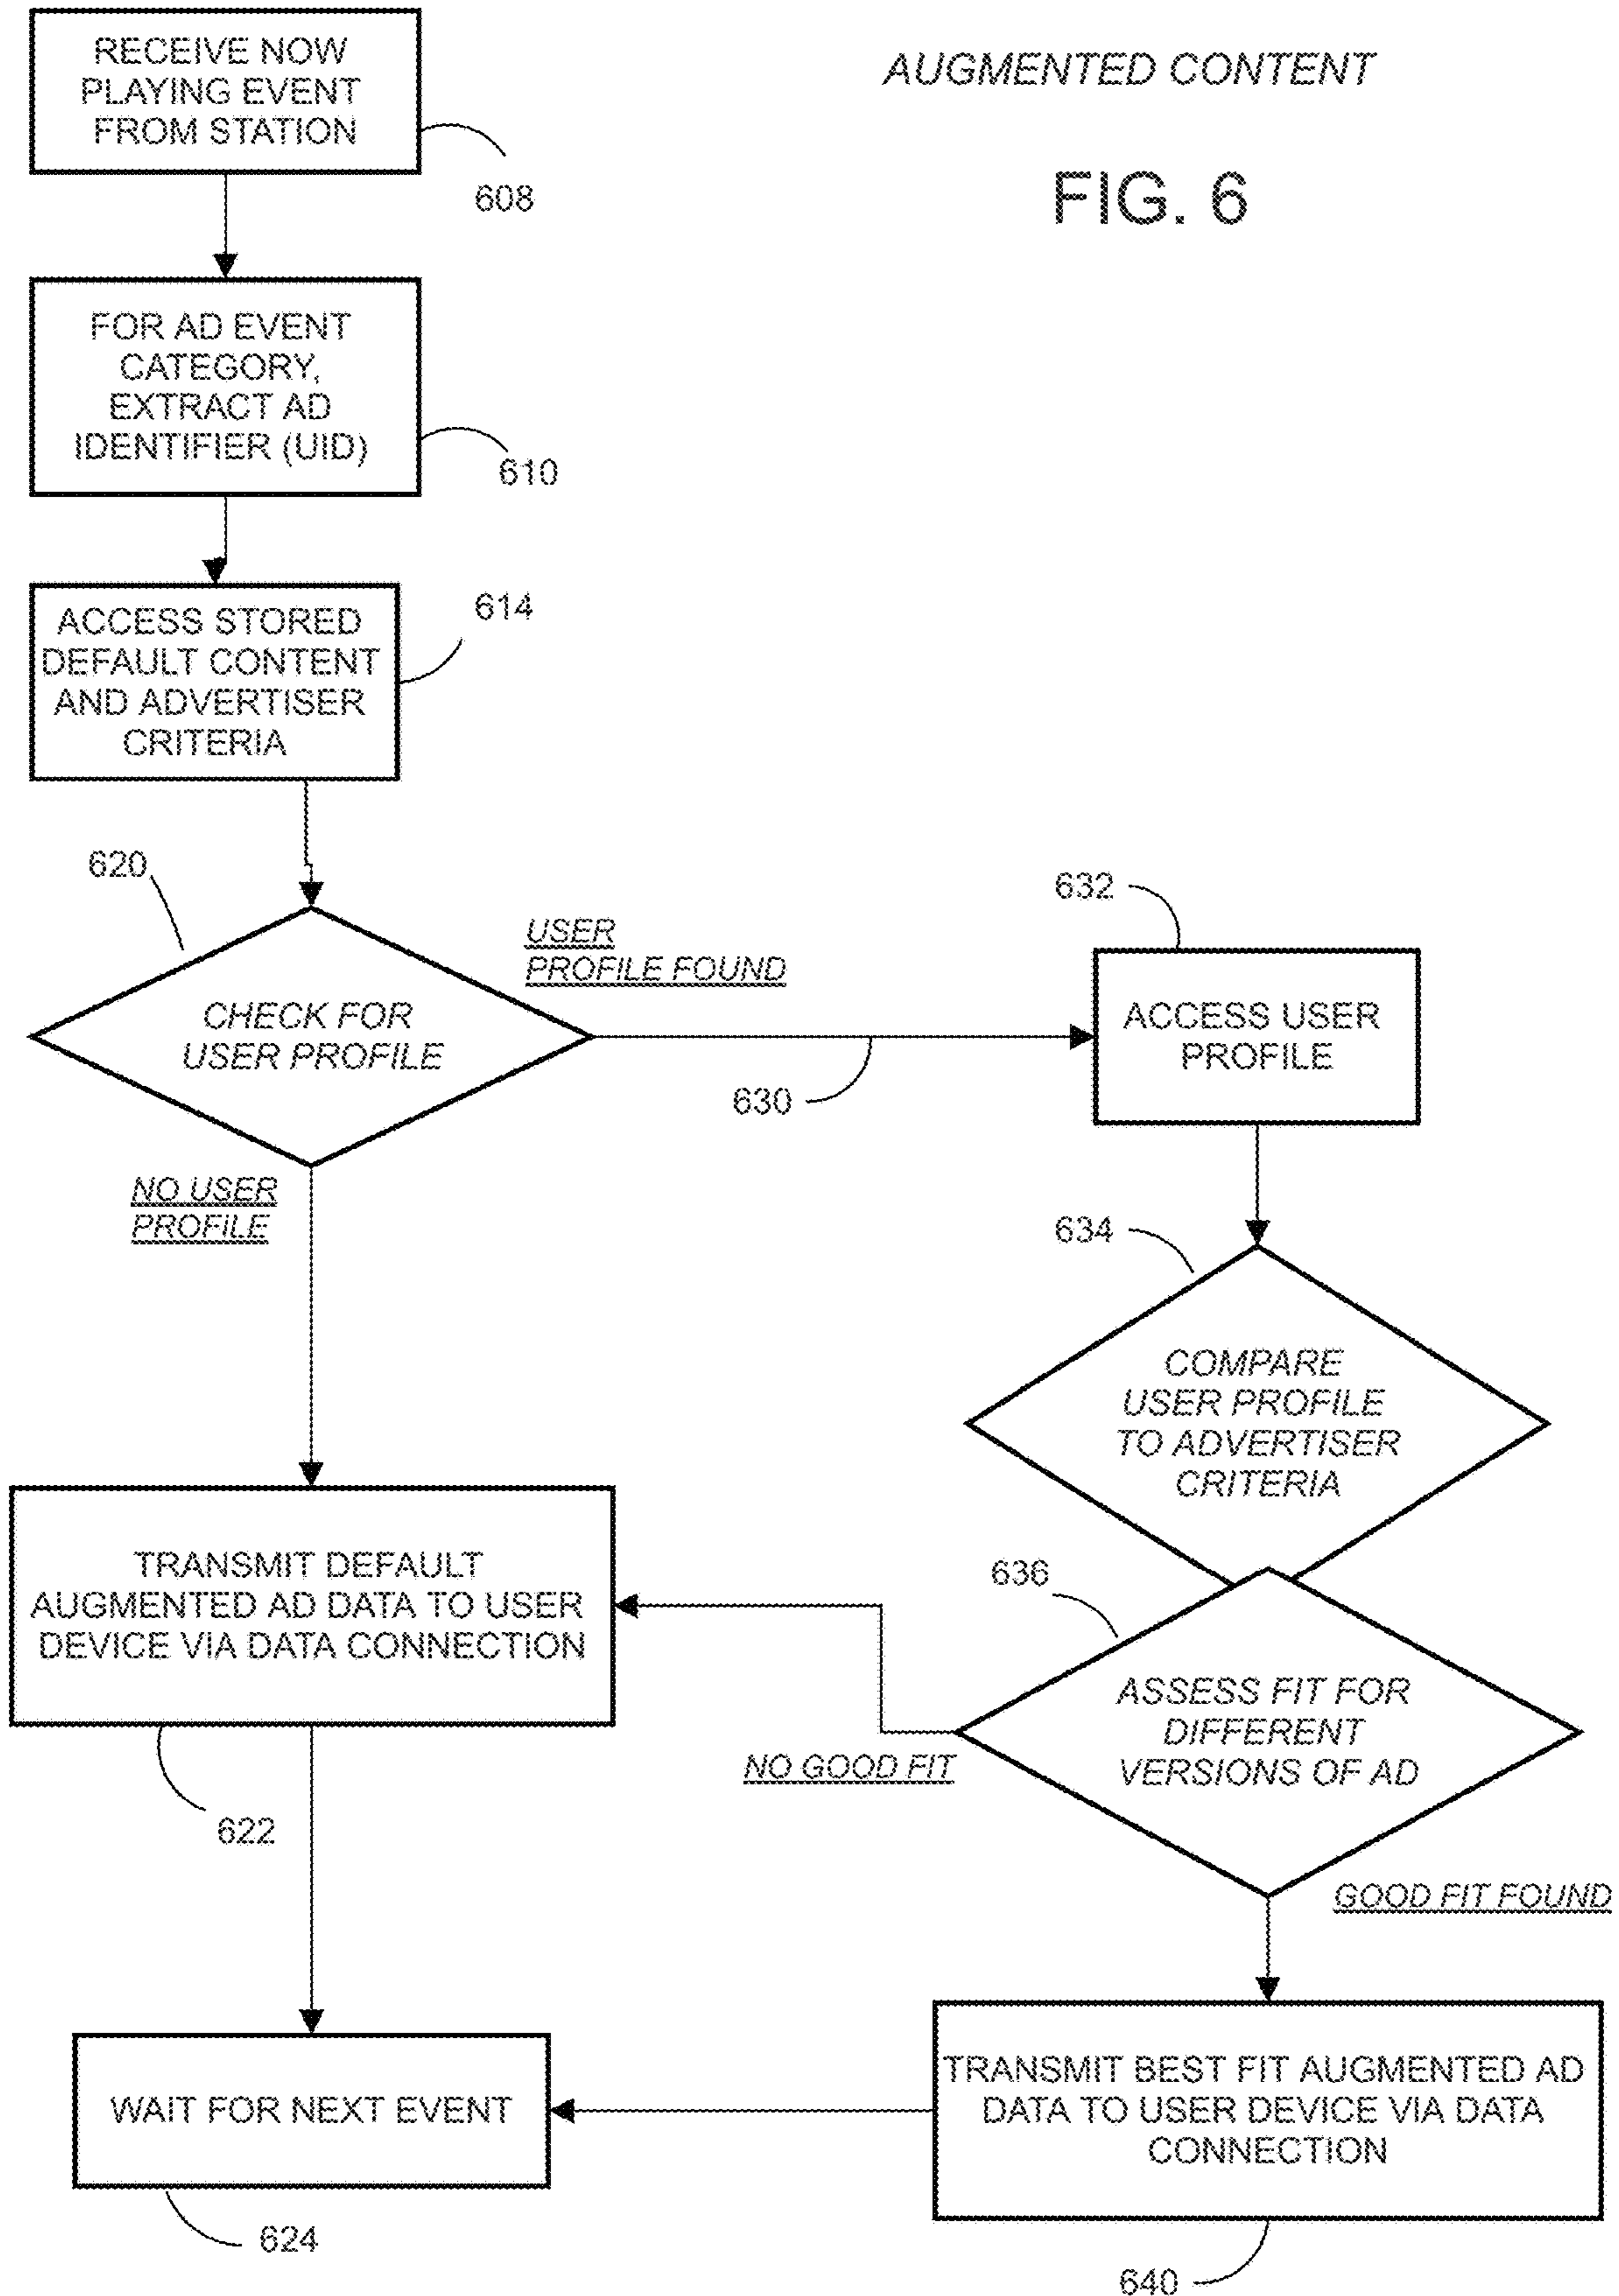 RECEIVE NOW
PLAYING EVENT
FROM STATION
608
AUGMENTED CONTENT
FIG. 6
FOR AD EVENT
CATEGORY,
EXTRACT AD
IDENTIFIER (UID)
610
ACCESS STORED
DEFAULT CONTENT
AND ADVERTISER
CRITERIA
614
620
CHECK FOR
USER PROFILE
USER
PROFILE FOUND
630
632
ACCESS USER
PROFILE
NO USER
PROFILE
634
COMPARE
USER PROFILE
TO ADVERTISER
CRITERIA
TRANSMIT DEFAULT
AUGMENTED AD DATA TO USER
DEVICE VIA DATA CONNECTION
622
636
ASSESS FIT FOR
DIFFERENT
VERSIONS OF AD
NO GOOD FIT
GOOD FIT FOUND
WAIT FOR NEXT EVENT
624
TRANSMIT BEST FIT AUGMENTED AD
DATA TO USER DEVICE VIA DATA
CONNECTION
640